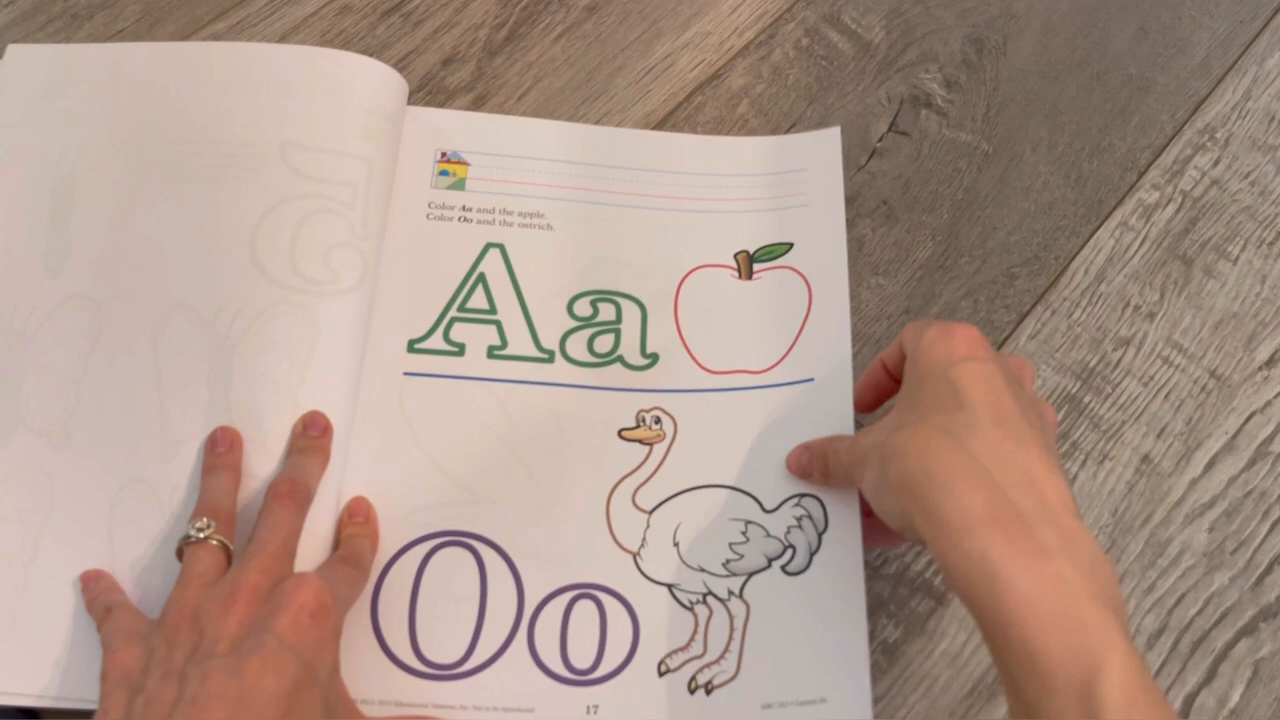 Color Aa and the apple.
Color Oo and the ostrich.
Aa
Oo
17